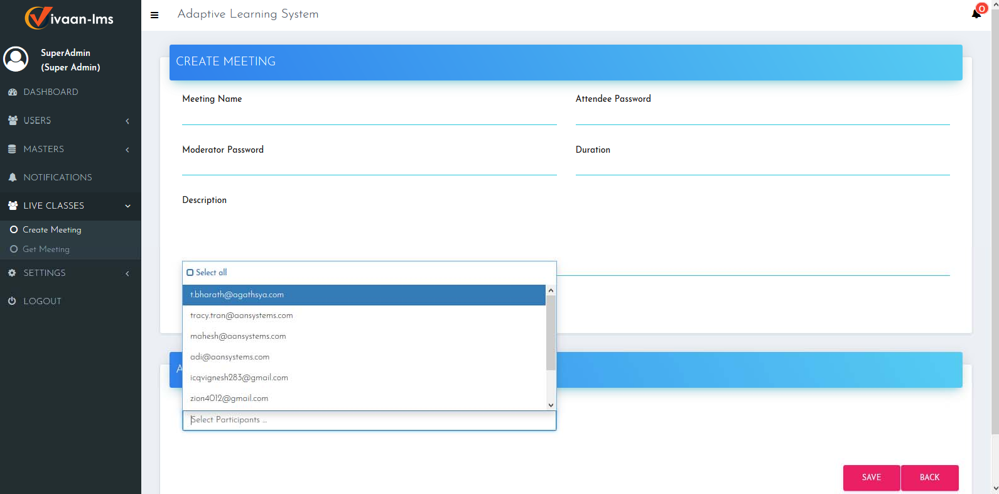 ivaan-lms
Adaptive Learning System
0
SuperAdmin
(Super Admin)
DASHBOARD
USERS
MASTERS
NOTIFICATIONS
LIVE CLASSES
Create Meeting
Get Meeting
SETTINGS
LOGOUT
CREATE MEETING
Meeting Name
Attendee Password
Moderator Password
Duration
Description
Select all
t.bharath@agathsya.com
tracy.tran@aansystems.com
mahesh@aansystems.com
adi@aansystems.com
icqvignesh283@gmail.com
zion4012@gmail.com
Select Participants ...
SAVE
BACK